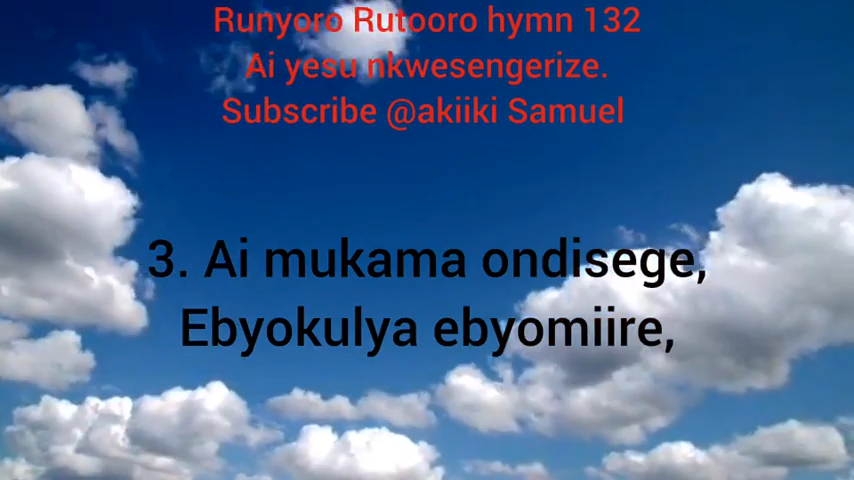 Runyoro Rutooro hymn 132
Ai yesu nkwesengerize.
Subscribe @akiiki Samuel
3. Ai mukama ondisege,
Ebyokulya ebyomiire,